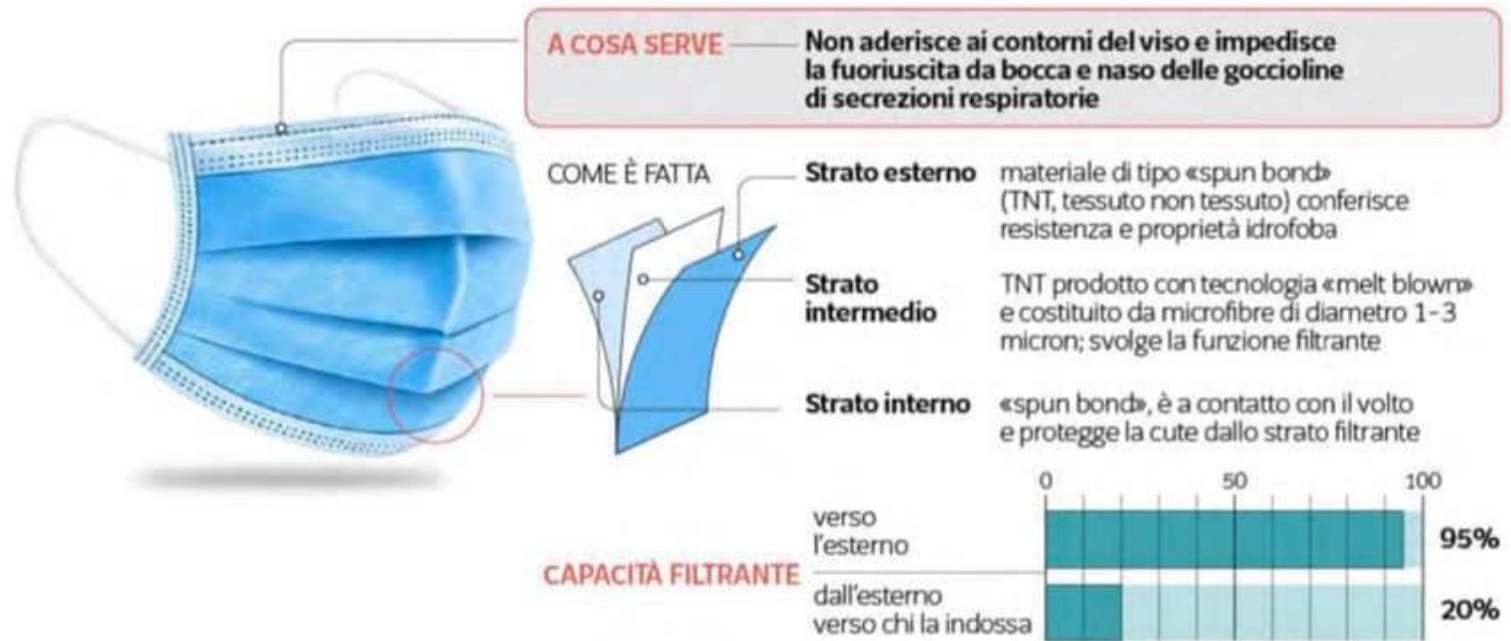 A COSA SERVE
Non aderisce ai contorni del viso e impedisce
la fuoriuscita da bocca e naso delle goccioline
di secrezioni respiratorie
COME È FATTA
Strato esterno
materiale di tipo «spun bond»
(TNT, tessuto non tessuto) conferisce
resistenza e proprietà idrofoba
Strato
intermedio
TNT prodotto con tecnologia «melt blown»
e costituito da microfibre di diametro 1-3
micron; svolge la funzione filtrante
Strato interno
«spun bond», è a contatto con il volto
e protegge la cute dallo strato filtrante
CAPACITÀ FILTRANTE
0 50 100
verso
l'esterno
95%
dall'esterno
verso chi la indossa
20%